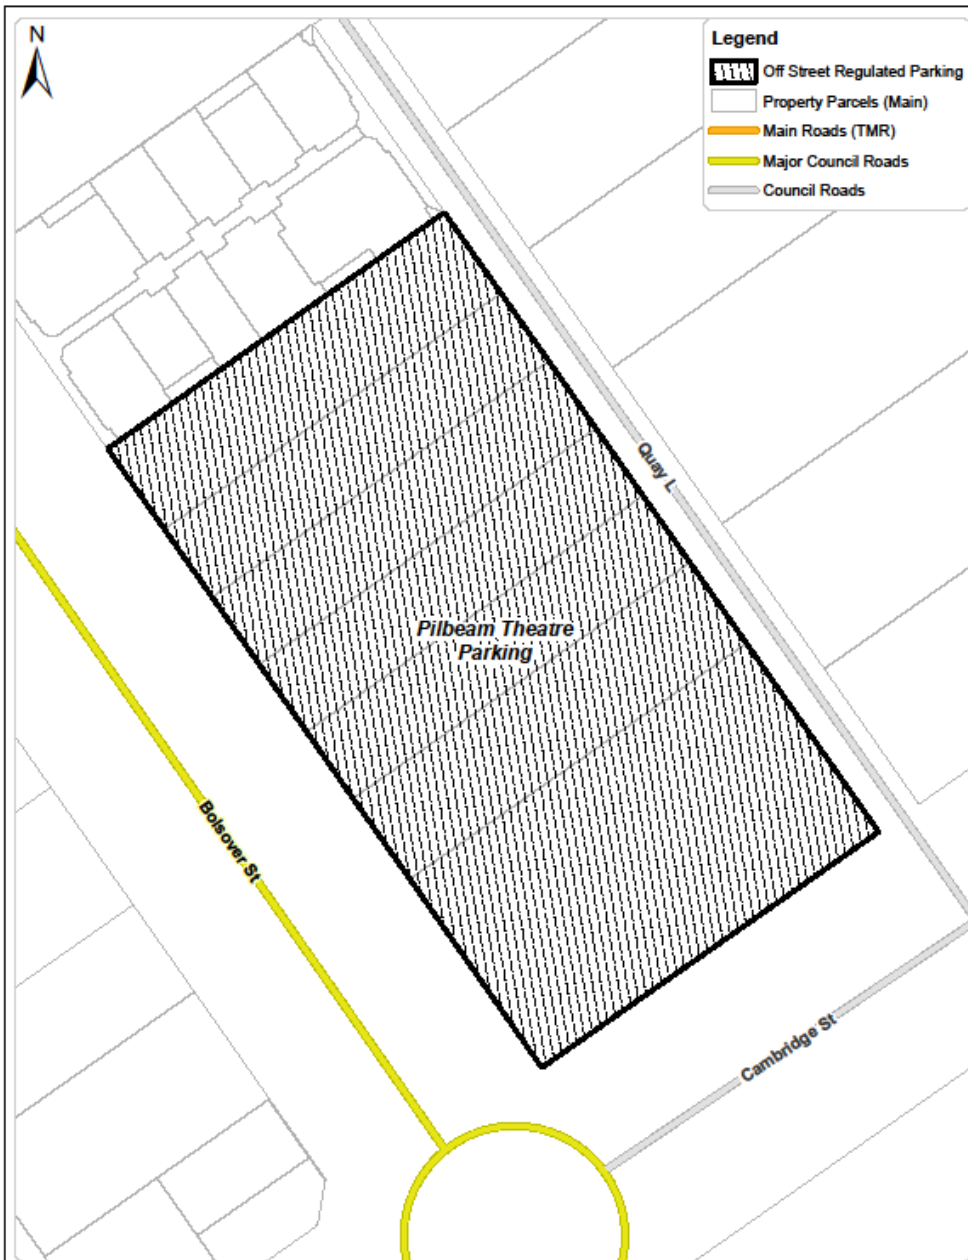 N
Legend
Off Street Regulated Parking
Property Parcels (Main)
Main Roads (TMR)
Major Council Roads
Council Roads
Quay L
Pilbeam Theatre
Parking
Bolsover St
Cambridge St